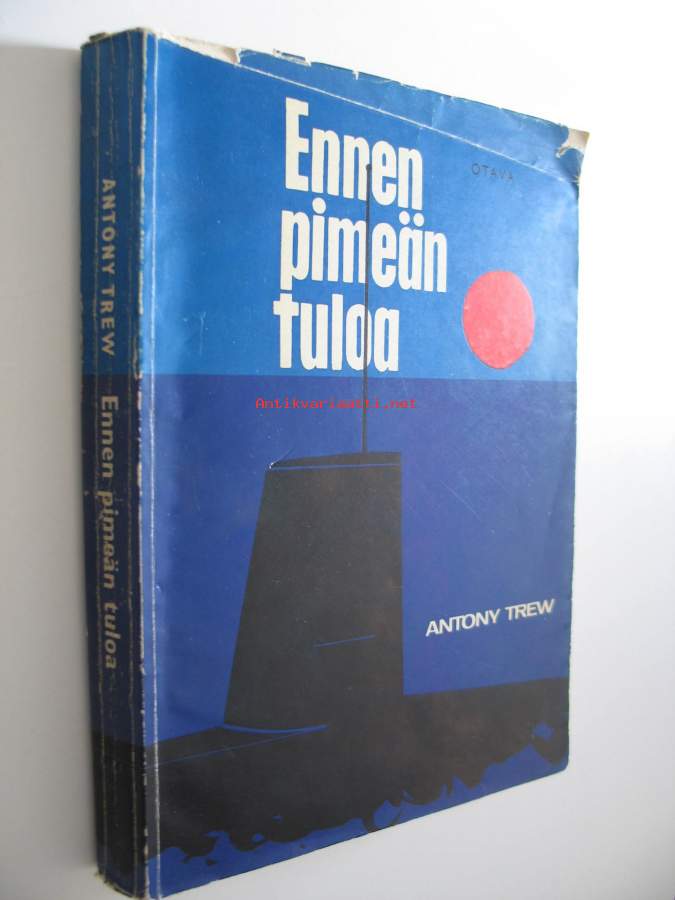 ANTONY TREW Ennen pimeän tuloa
OTAVA
Ennen
pimeän
tuloa
Antikvariaatti.net
ANTONY TREW